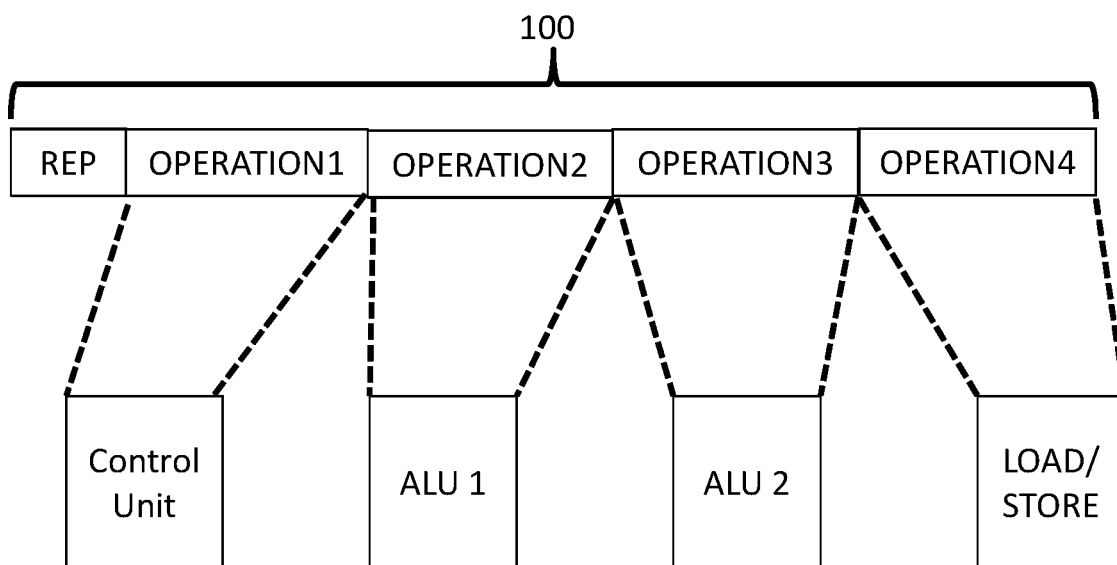 100
REP OPERATION1 OPERATION2 OPERATION3 OPERATION4
Control
Unit
ALU 1
ALU 2
LOAD/
STORE